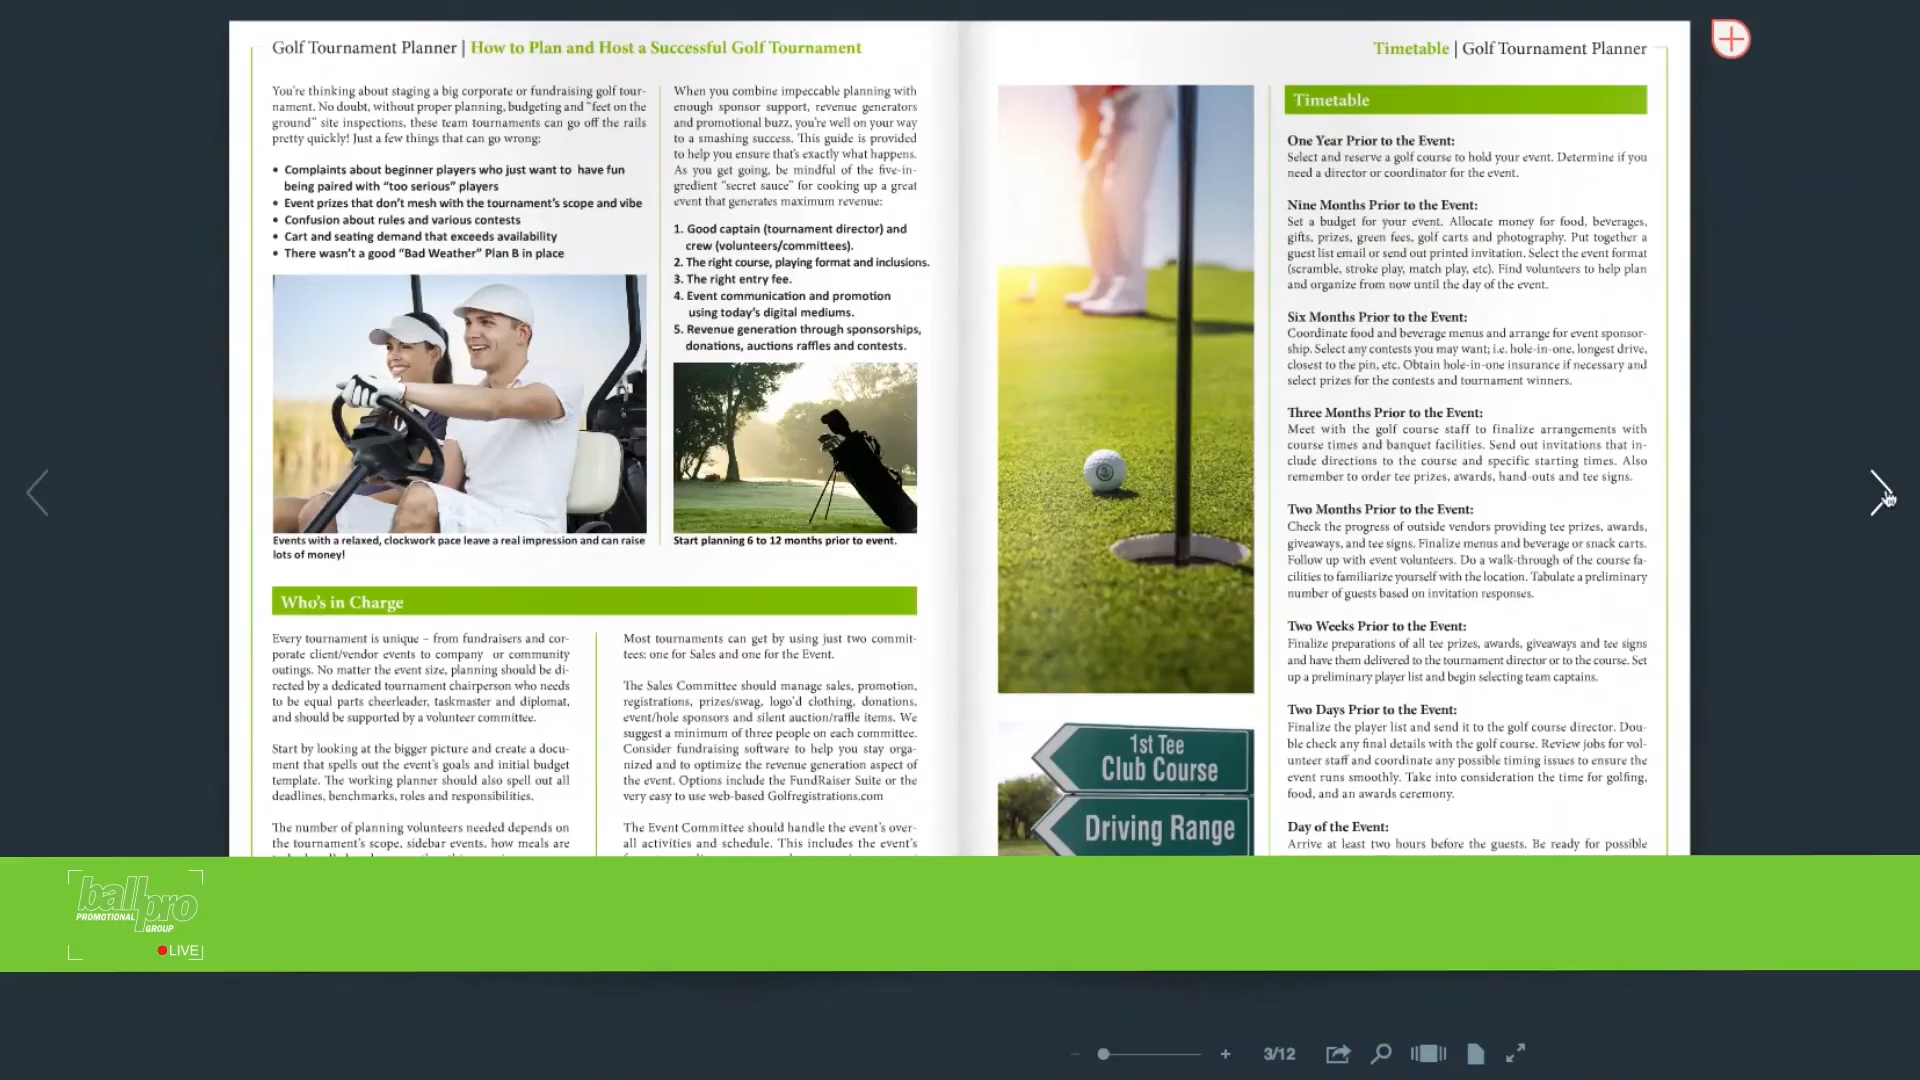 Golf Tournament Planner | How to Plan and Host a Successful Golf Tournament
You're thinking about staging a big corporate or fundraising golf tour-
nament. No doubt, without proper planning, budgeting and "feet on the
ground" site inspections, these team tournaments can go off the rails
pretty quickly! Just a few things that can go wrong:
• Complaints about beginner players who just want to have fun
being paired with "too serious" players
• Event prizes that don't mesh with the tournament's scope and vibe
• Confusion about rules and various contests
• Cart and seating demand that exceeds availability
• There wasn't a good "Bad Weather" Plan B in place
Events with a relaxed, clockwork pace leave a real impression and can raise
lots of money!
When you combine impeccable planning with
enough sponsor support, revenue generators
and promotional buzz, you're well on your way
to a smashing success. This guide is provided
to help you ensure that's exactly what happens.
As you get going, be mindful of the five-in-
gredient "secret sauce" for cooking up a great
event that generates maximum revenue:
1. Good captain (tournament director) and
crew (volunteers/committees).
2. The right course, playing format and inclusions.
3. The right entry fee.
4. Event communication and promotion
using today's digital mediums.
5. Revenue generation through sponsorships,
donations, auctions raffles and contests.
Start planning 6 to 12 months prior to event.
Who's in Charge
Every tournament is unique – from fundraisers and cor-
porate client/vendor events to company or community
outings. No matter the event size, planning should be di-
rected by a dedicated tournament chairperson who needs
to be equal parts cheerleader, taskmaster and diplomat,
and should be supported by a volunteer committee.
Start by looking at the bigger picture and create a docu-
ment that spells out the event's goals and initial budget
template. The working planner should also spell out all
deadlines, benchmarks, roles and responsibilities.
The number of planning volunteers needed depends on
the tournament's scope, sidebar events, how meals are
Most tournaments can get by using just two commit-
tees: one for Sales and one for the Event.
The Sales Committee should manage sales, promotion,
registrations, prizes/swag, logo'd clothing, donations,
event/hole sponsors and silent auction/raffle items. We
suggest a minimum of three people on each committee.
Consider fundraising software to help you stay orga-
nized and to optimize the revenue generation aspect of
the event. Options include the FundRaiser Suite or the
very easy to use web-based Golfregistrations.com
The Event Committee should handle the event's over-
all activities and schedule. This includes the event's
Timetable | Golf Tournament Planner
1st Tee
Club Course
Driving Range
Timetable
One Year Prior to the Event:
Select and reserve a golf course to hold your event. Determine if you
need a director or coordinator for the event.
Nine Months Prior to the Event:
Set a budget for your event. Allocate money for food, beverages,
gifts, prizes, green fees, golf carts and photography. Put together a
guest list email or send out printed invitation. Select the event format
(scramble, stroke play, match play, etc). Find volunteers to help plan
and organize from now until the day of the event.
Six Months Prior to the Event:
Coordinate food and beverage menus and arrange for event sponsor-
ship. Select any contests you may want; i.e. hole-in-one, longest drive,
closest to the pin, etc. Obtain hole-in-one insurance if necessary and
select prizes for the contests and tournament winners.
Three Months Prior to the Event:
Meet with the golf course staff to finalize arrangements with
course times and banquet facilities. Send out invitations that in-
clude directions to the course and specific starting times. Also
remember to order tee prizes, awards, hand-outs and tee signs.
Two Months Prior to the Event:
Check the progress of outside vendors providing tee prizes, awards,
giveaways, and tee signs. Finalize menus and beverage or snack carts.
Follow up with event volunteers. Do a walk-through of the course fa-
cilities to familiarize yourself with the location. Tabulate a preliminary
number of guests based on invitation responses.
Two Weeks Prior to the Event:
Finalize preparations of all tee prizes, awards, giveaways and tee signs
and have them delivered to the tournament director or to the course. Set
up a preliminary player list and begin selecting team captains.
Two Days Prior to the Event:
Finalize the player list and send it to the golf course director. Dou-
ble check any final details with the golf course. Review jobs for vol-
unteer staff and coordinate any possible timing issues to ensure the
event runs smoothly. Take into consideration the time for golfing,
food, and an awards ceremony.
Day of the Event:
Arrive at least two hours before the guests. Be ready for possible
ballpro
PROMOTIONAL
GROUP
LIVE
3/12